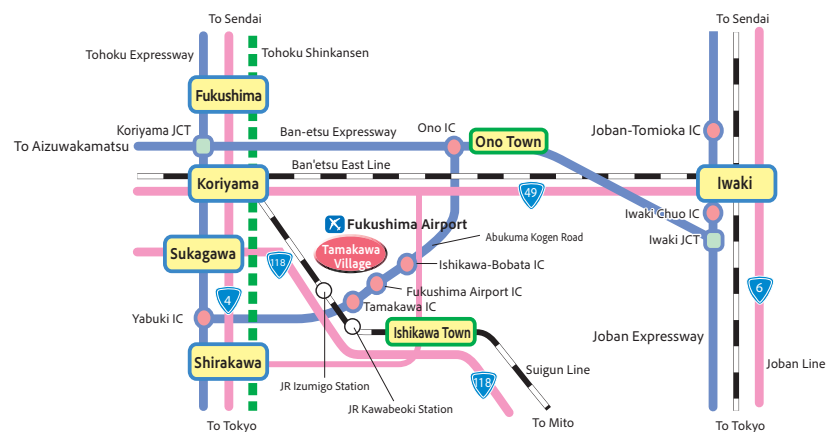 To Sendai
To Sendai
Tohoku Expressway
Tohoku Shinkansen
Fukushima
Koriyama JCT
Ban-etsu Expressway
Ono IC
Ono Town
Joban-Tomioka IC
To Aizuwakamatsu
Ban'etsu East Line
Koriyama
Iwaki
49
Iwaki Chuo IC
Fukushima Airport
Abukuma Kogen Road
Iwaki JCT
Sukagawa
118
Tamakawa
Village
Ishikawa-Bobata IC
4
Fukushima Airport IC
6
Tamakawa IC
Yabuki IC
Ishikawa Town
Joban Expressway
Shirakawa
Suigun Line
Joban Line
JR Izumigo Station
118
JR Kawabeoki Station
To Mito
To Tokyo
To Tokyo